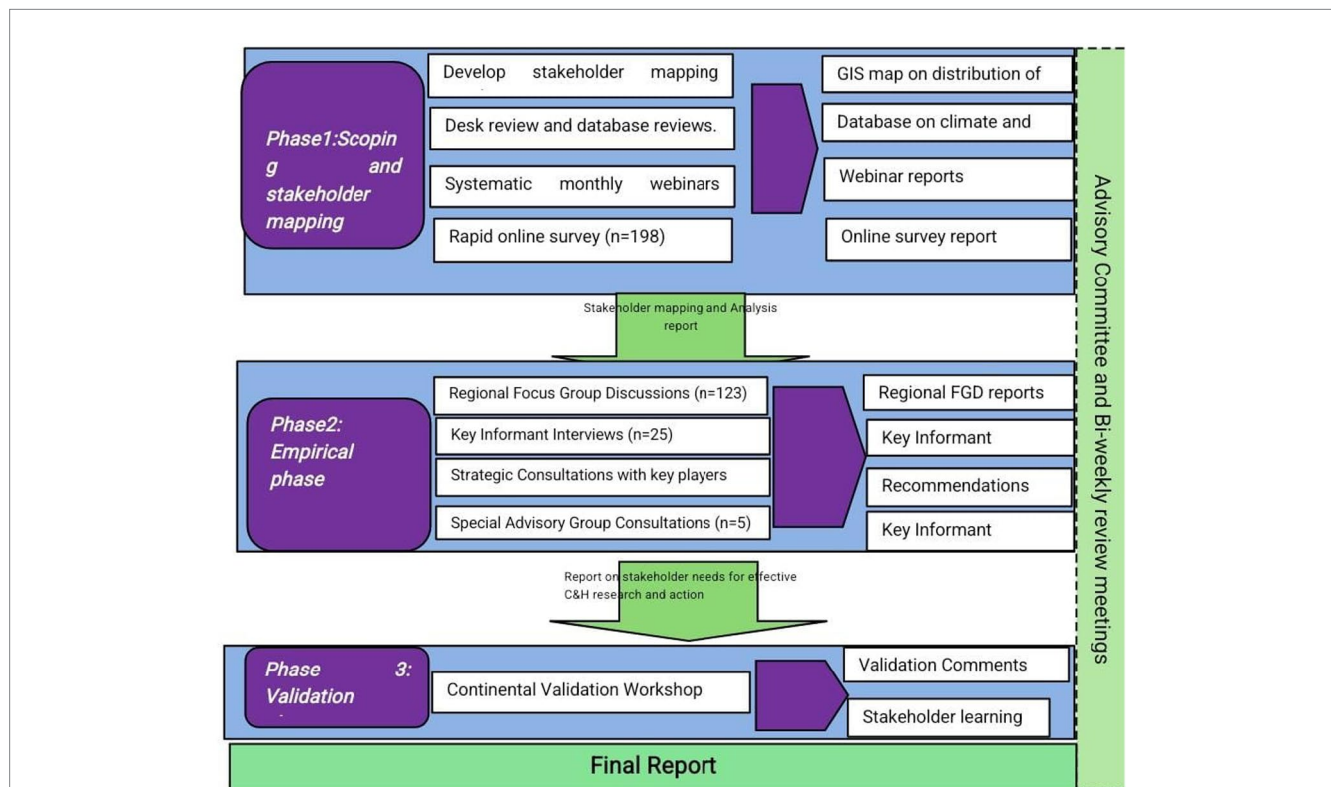 Phase1:Scopin
g and
stakeholder
mapping
Develop stakeholder mapping
Desk review and database reviews.
Systematic monthly webinars
Rapid online survey (n=198)
GIS map on distribution of
Database on climate and
Webinar reports
Online survey report
Stakeholder mapping and Analysis
report
Phase2:
Empirical
phase
Regional Focus Group Discussions (n=123)
Key Informant Interviews (n=25)
Strategic Consultations with key players
Special Advisory Group Consultations (n=5)
Regional FGD reports
Key Informant
Recommendations
Key Informant
Report on stakeholder needs for effective
C&H research and action
Phase 3:
Validation
Continental Validation Workshop
Validation Comments
Stakeholder learning
Final Report
Advisory Committee and Bi-weekly review meetings